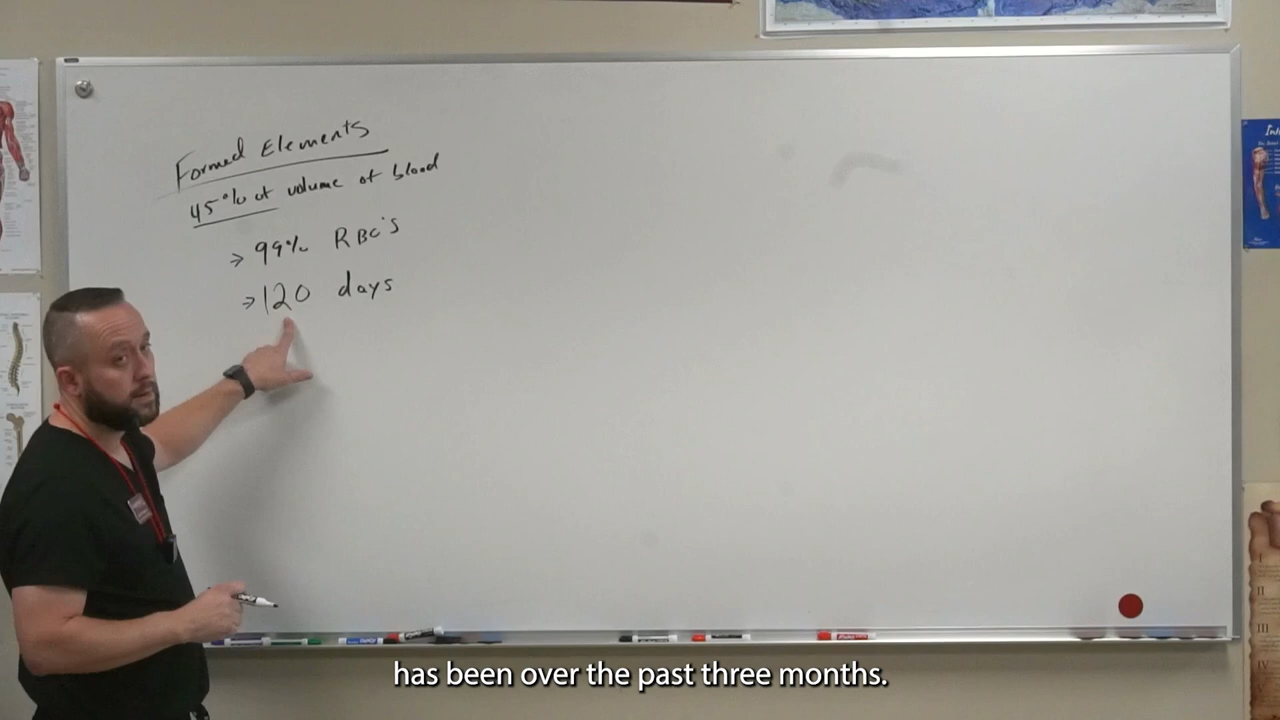 Formed Elements
45% of volume of blood
→ 99% RBC's
→ 120 days
has been over the past three months.